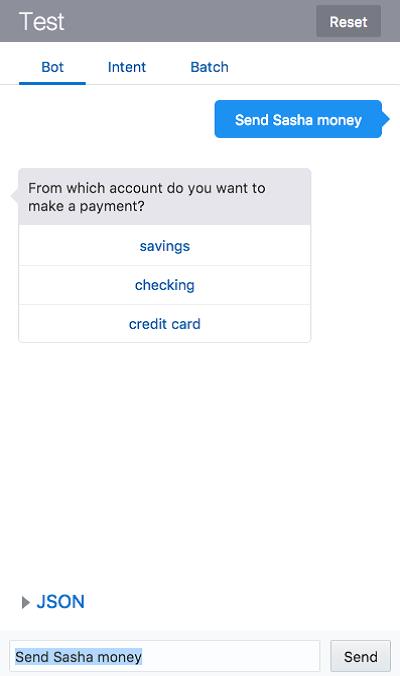 Test
Reset
Bot Intent Batch
Send Sasha money
From which account do you want to
make a payment?
savings
checking
credit card
JSON
Send Sasha money
Send